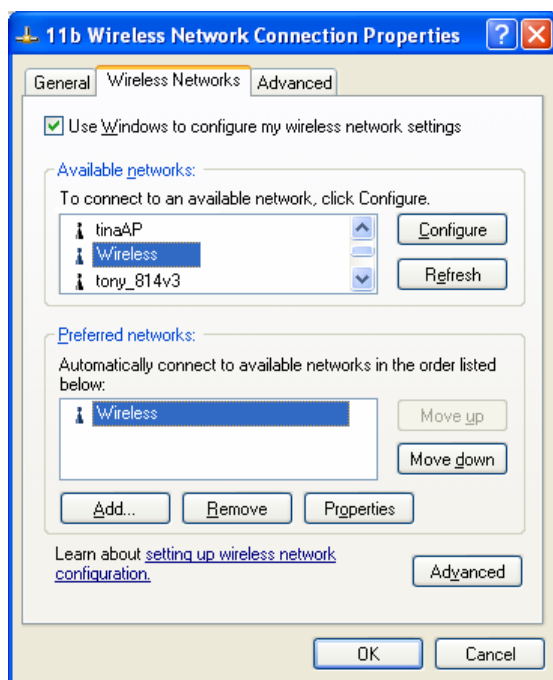 11b Wireless Network Connection Properties
General Wireless Networks Advanced
Use Windows to configure my wireless network settings
Available networks:
To connect to an available network, click Configure.
tinaAP
Wireless
tony_814v3
Configure
Refresh
Preferred networks:
Automatically connect to available networks in the order listed
below:
Wireless
Move up
Move down
Add... Remove Properties
Learn about setting up wireless network
configuration.
Advanced
OK Cancel